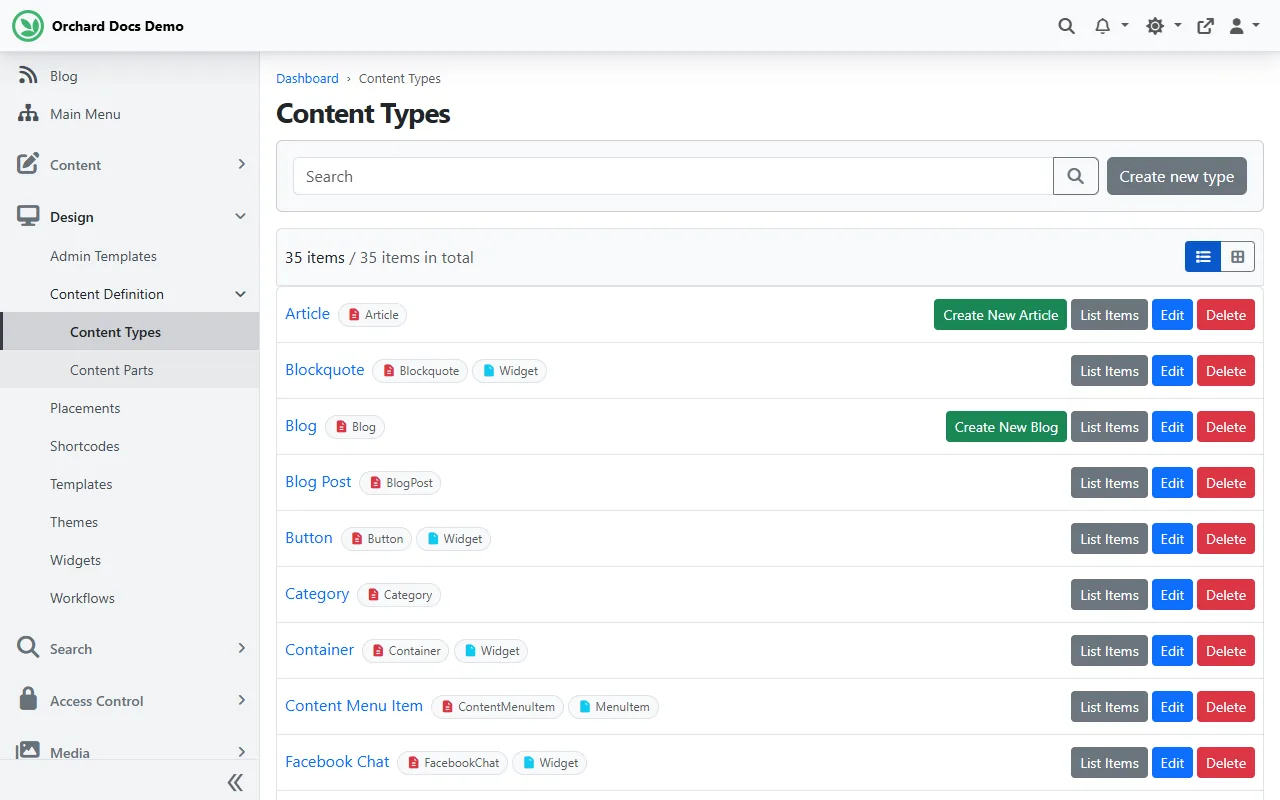 Orchard Docs Demo
Blog
Main Menu
Content
Design
Admin Templates
Content Definition
Content Types
Content Parts
Placements
Shortcodes
Templates
Themes
Widgets
Workflows
Search
Access Control
Media
Dashboard › Content Types
Content Types
Search
Create new type
35 items / 35 items in total
Article Article Create New Article List Items Edit Delete
Blockquote Blockquote Widget List Items Edit Delete
Blog Blog Create New Blog List Items Edit Delete
Blog Post BlogPost List Items Edit Delete
Button Button Widget List Items Edit Delete
Category Category List Items Edit Delete
Container Container Widget List Items Edit Delete
Content Menu Item ContentMenuItem MenuItem List Items Edit Delete
Facebook Chat FacebookChat Widget List Items Edit Delete